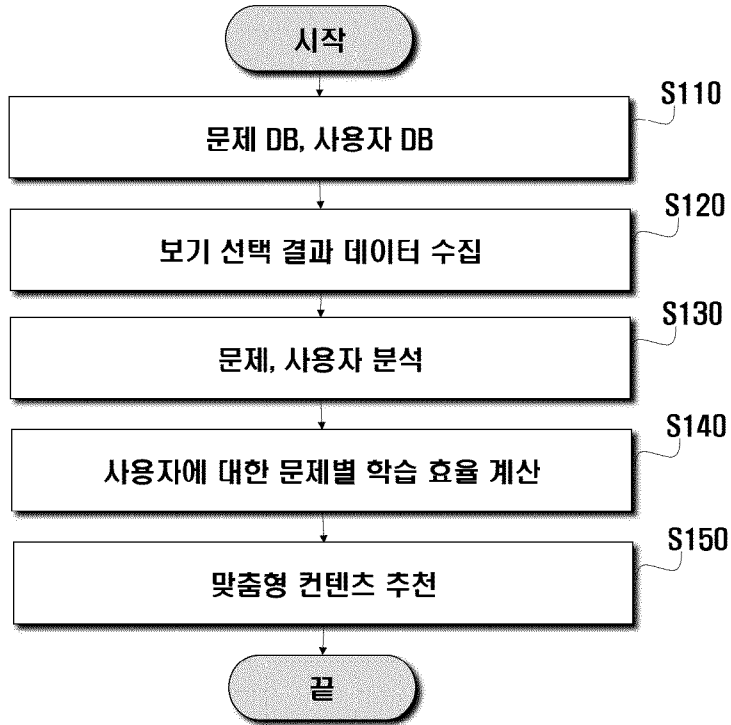 시작
S110
문제 DB, 사용자 DB
S120
보기 선택 결과 데이터 수집
S130
문제, 사용자 분석
S140
사용자에 대한 문제별 학습 효율 계산
S150
맞춤형 컨텐츠 추천
끝